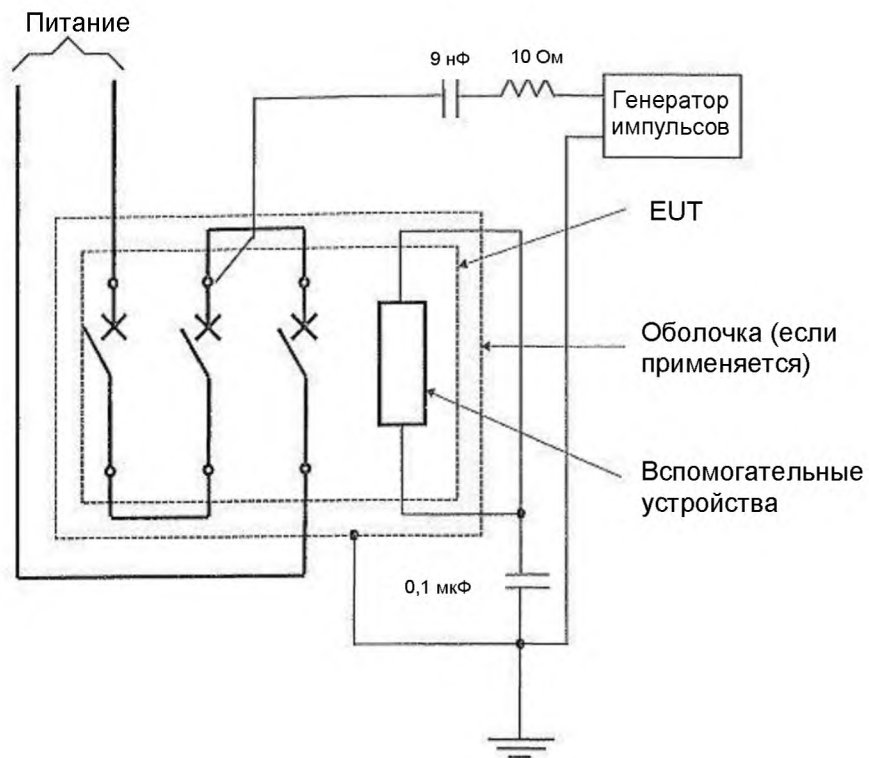 Питание
9 нФ
10 Ом
Генератор
импульсов
EUT
Оболочка (если
применяется)
Вспомогательные
устройства
0,1 мкФ